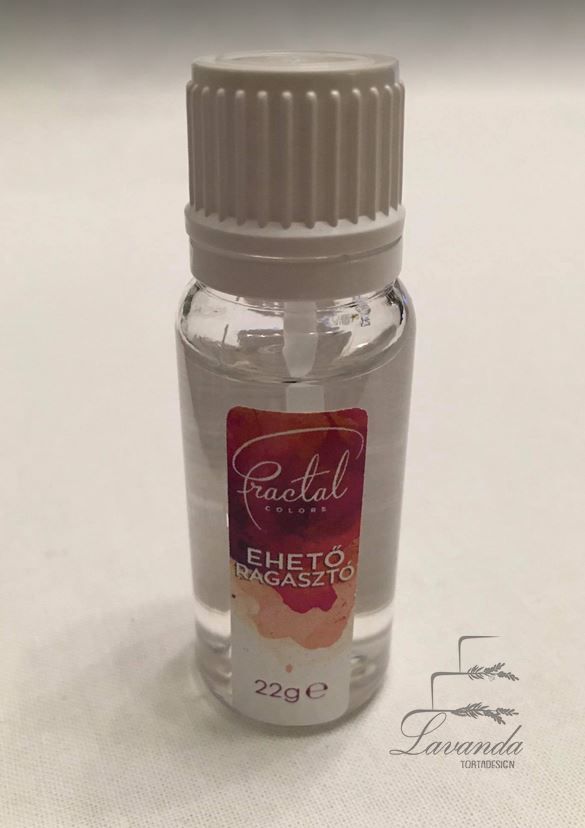 Fractal
COLORS
EHETŐ
RAGASZTÓ
22g ℮
Lavanda
TORTADESIGN